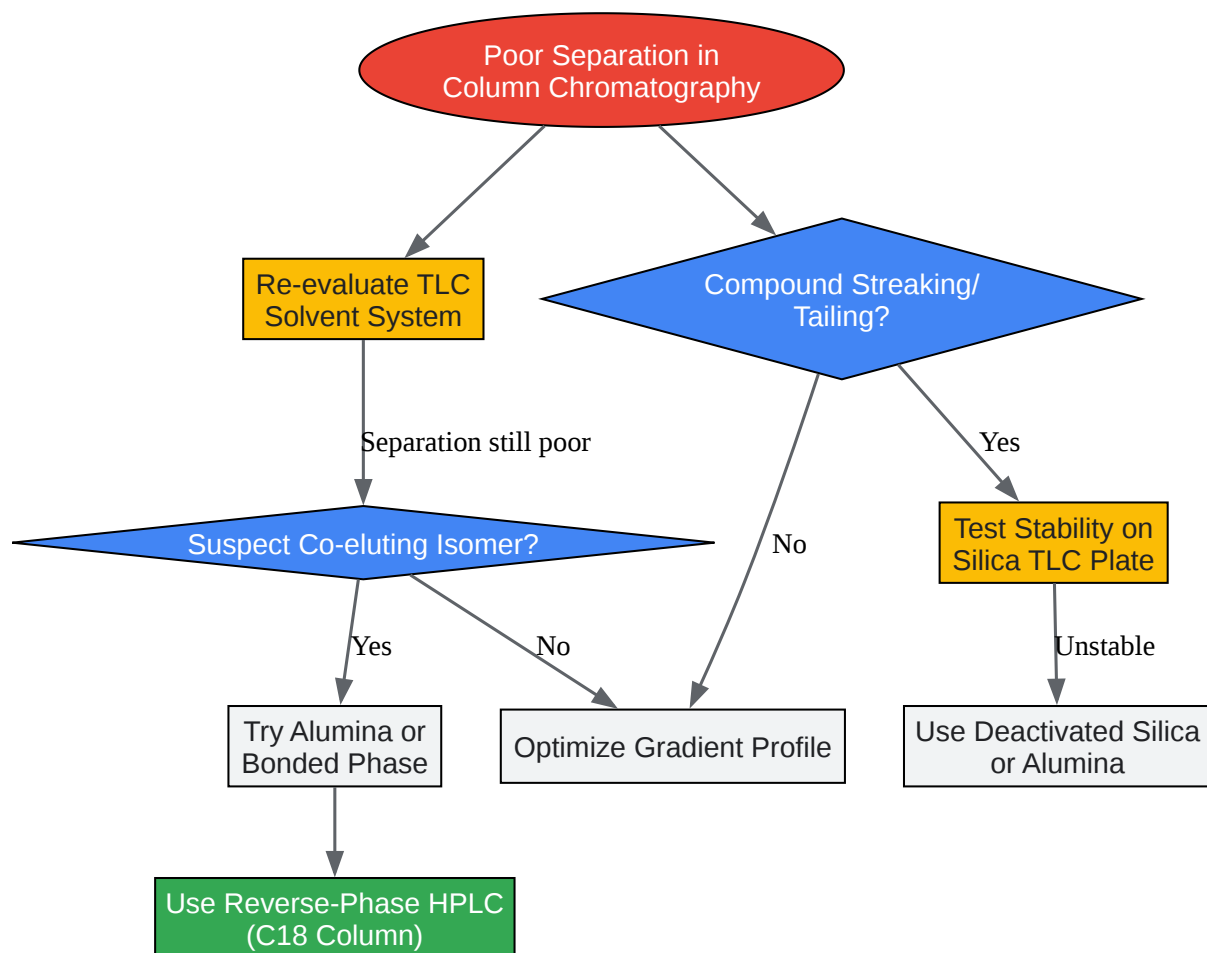 Poor Separation in
Column Chromatography
Re-evaluate TLC
Solvent System
Compound Streaking/
Tailing?
Separation still poor
Yes
Suspect Co-eluting Isomer?
No
Test Stability on
Silica TLC Plate
Yes
No
Unstable
Try Alumina or
Bonded Phase
Optimize Gradient Profile
Use Deactivated Silica
or Alumina
Use Reverse-Phase HPLC
(C18 Column)